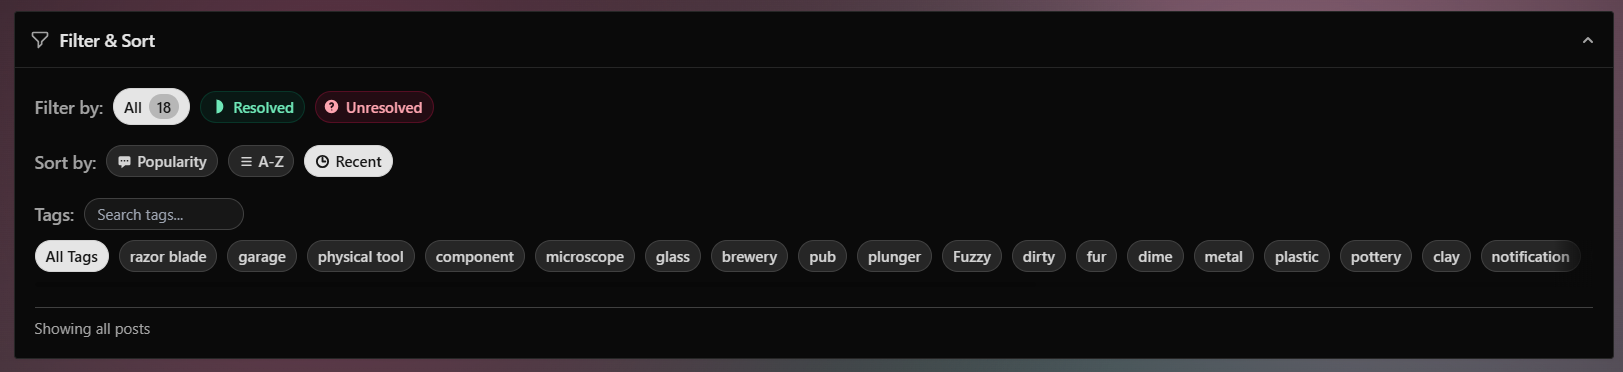 Filter & Sort
Filter by: All 18 Resolved Unresolved
Sort by: Popularity A-Z Recent
Tags: Search tags...
All Tags razor blade garage physical tool component microscope glass brewery pub plunger Fuzzy dirty fur dime metal plastic pottery clay notification
Showing all posts